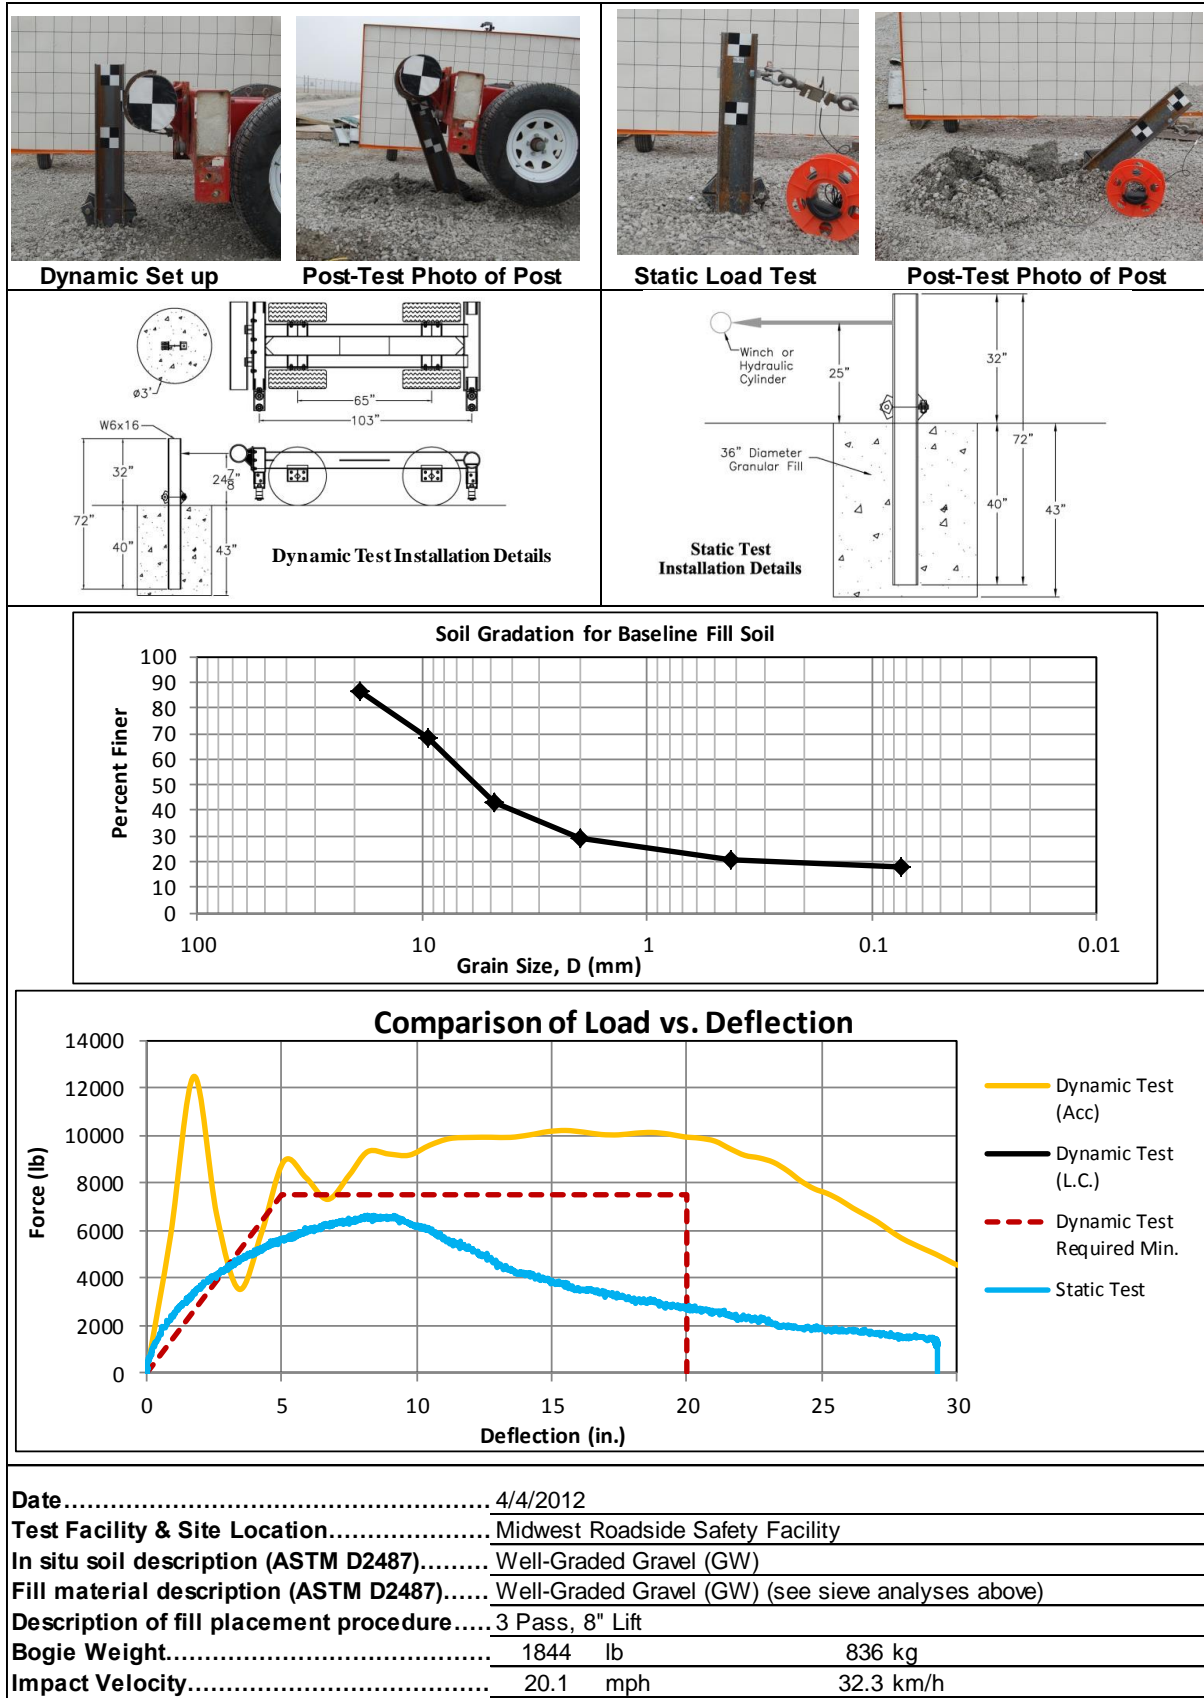 Dynamic Set up
Post-Test Photo of Post
Static Load Test
Post-Test Photo of Post
ø3'
65"
103"
W6x16
32"
24 7/8"
72"
40"
43"
Dynamic Test Installation Details
Winch or
Hydraulic
Cylinder
25"
32"
72"
36" Diameter
Granular Fill
40"
43"
Static Test
Installation Details
Soil Gradation for Baseline Fill Soil
Percent Finer
100
90
80
70
60
50
40
30
20
10
0
100 10 1 0.1 0.01
Grain Size, D (mm)
Comparison of Load vs. Deflection
Force (lb)
14000
12000
10000
8000
6000
4000
2000
0
0 5 10 15 20 25 30
Deflection (in.)
Dynamic Test
(Acc)
Dynamic Test
(L.C.)
Dynamic Test
Required Min.
Static Test
Date.................................................... 4/4/2012
Test Facility & Site Location.................... Midwest Roadside Safety Facility
In situ soil description (ASTM D2487)......... Well-Graded Gravel (GW)
Fill material description (ASTM D2487)...... Well-Graded Gravel (GW) (see sieve analyses above)
Description of fill placement procedure..... 3 Pass, 8" Lift
Bogie Weight........................................ 1844 lb 836 kg
Impact Velocity..................................... 20.1 mph 32.3 km/h